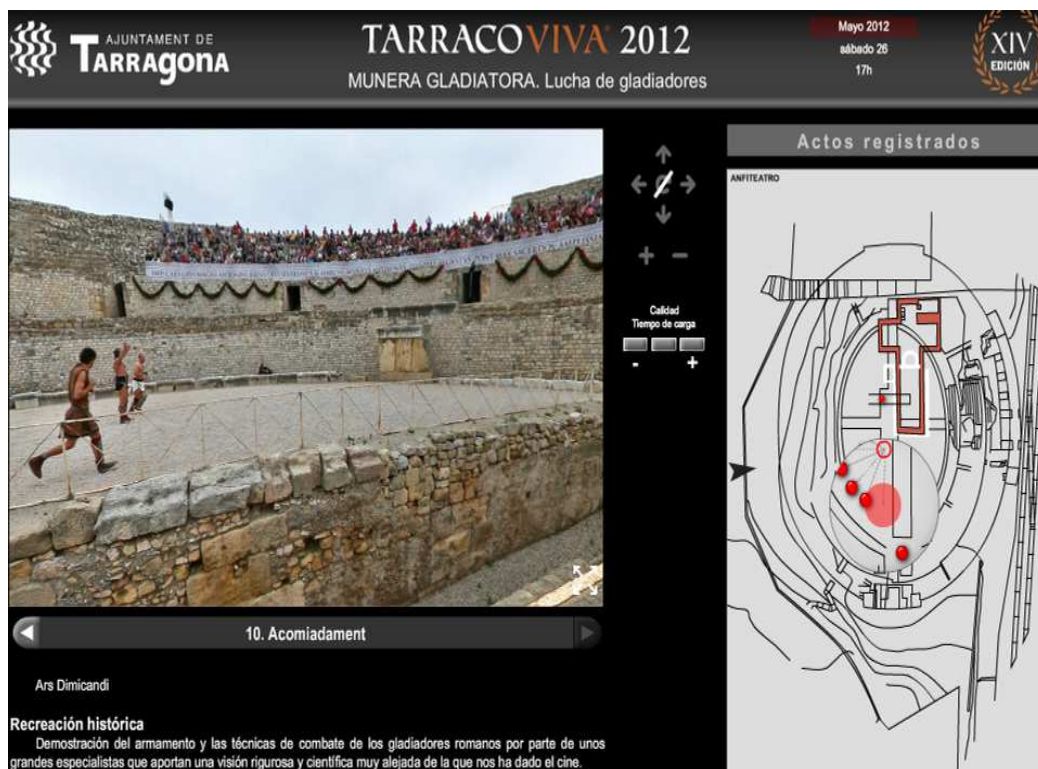 AJUNTAMENT DE
TARRAgONA
TARRACOVIVA® 2012
MUNERA GLADIATORA. Lucha de gladiadores
Mayo 2012
sábado 26
17h
XIV
EDICIÓN
Actos registrados
ANFITEATRO
Calidad
Tiempo de carga
- +
10. Acomiadament
Ars Dimicandi
Recreación histórica
Demostración del armamento y las técnicas de combate de los gladiadores romanos por parte de unos
grandes especialistas que aportan una visión rigurosa y científica muy alejada de la que nos ha dado el cine.